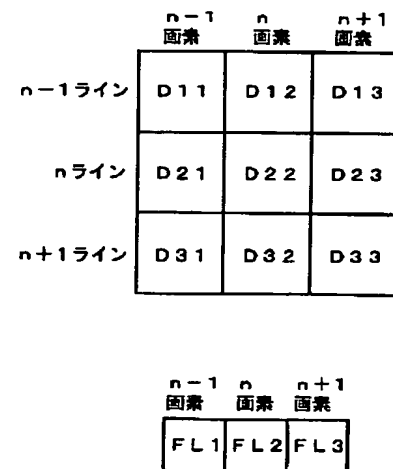 n-1 n n+1
画素 画素 画素
n-1ライン D11 D12 D13
nライン D21 D22 D23
n+1ライン D31 D32 D33
n-1 n n+1
画素 画素 画素
FL1 FL2 FL3